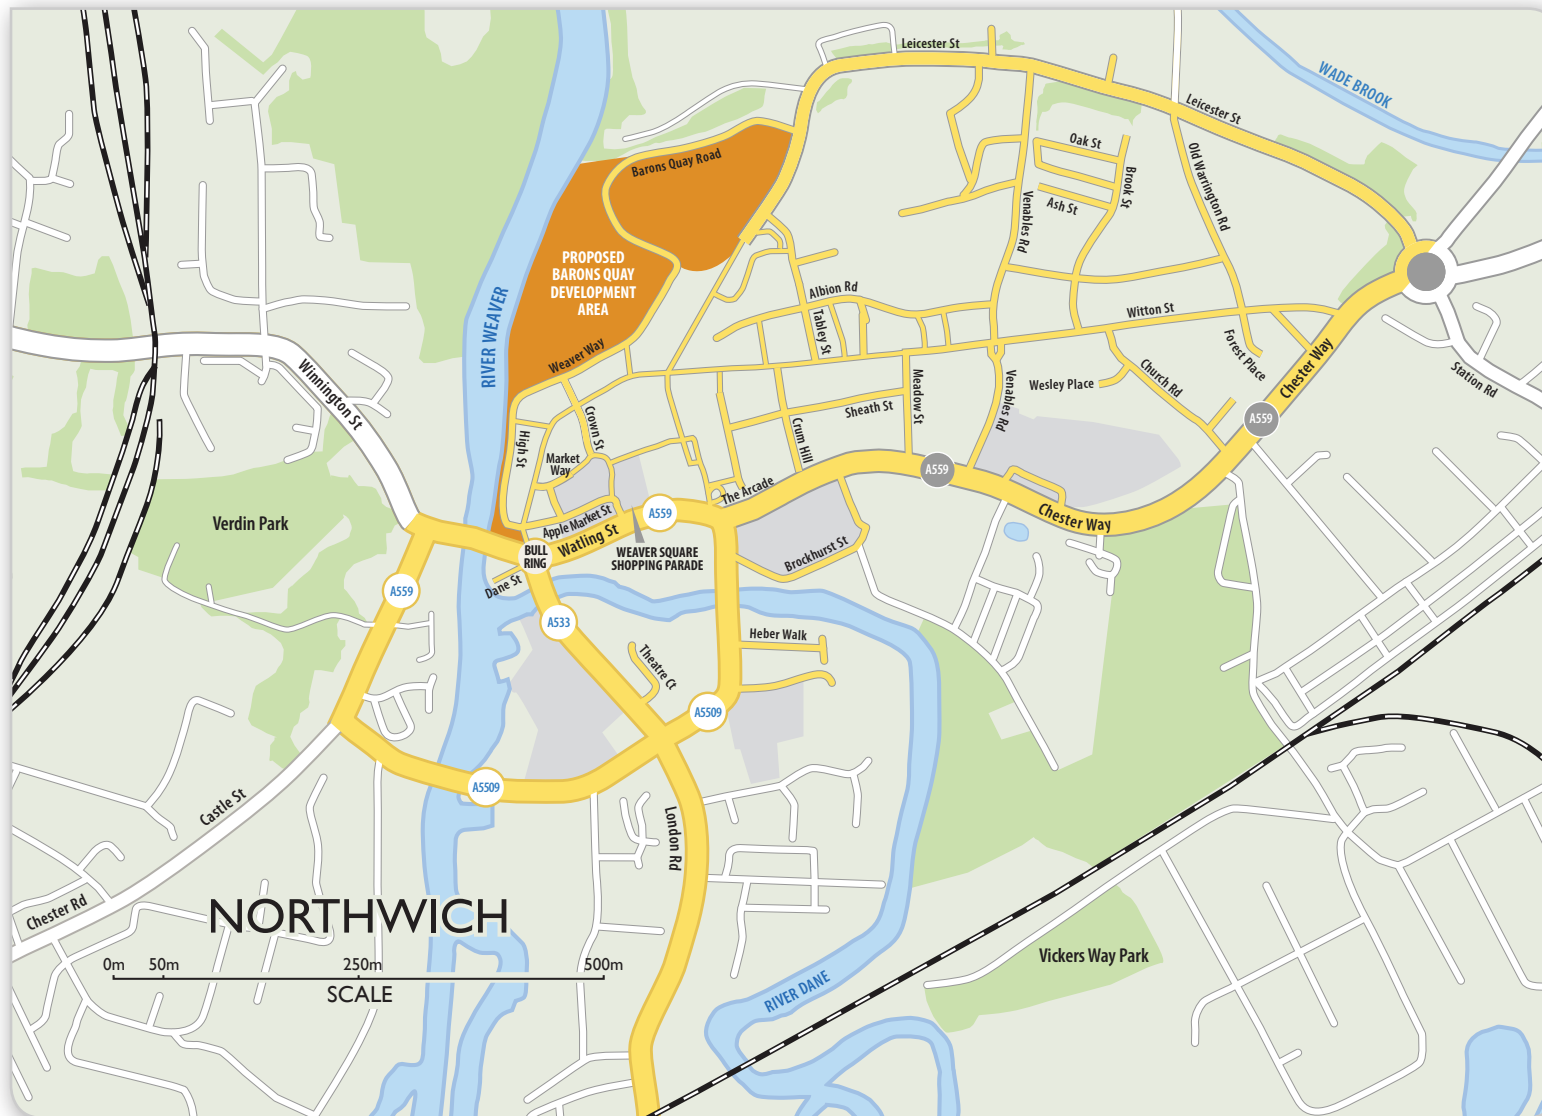 Leicester St
WADE BROOK
Leicester St
Barons Quay Road
Oak St
Old Warrington Rd
Brook St
Ash St
Venables Rd
PROPOSED
BARONS QUAY
DEVELOPMENT
AREA
RIVER WEAVER
Albion Rd
Tabley St
Witton St
Forest Place
Weaver Way
Winnington St
Chester Way
Station Rd
Church Rd
Wesley Place
Venables Rd
Meadow St
Sheath St
Crown St
High St
Crum Hill
Market
Way
A559
A559
The Arcade
Verdin Park
Apple Market St
A559
Watling St
Chester Way
BULL
RING
WEAVER SQUARE
SHOPPING PARADE
Brockhurst St
Dane St
A559
A533
Heber Walk
Theatre Ct
A5509
A5509
Castle St
London Rd
Chester Rd
NORTHWICH
0m 50m 250m 500m
SCALE
Vickers Way Park
RIVER DANE